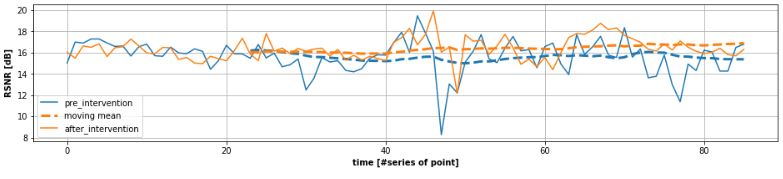 20
18
16
14
12
10
8
RSNR [dB]
pre_intervention
moving mean
after_intervention
0 20 40 60 80
time [#series of point]